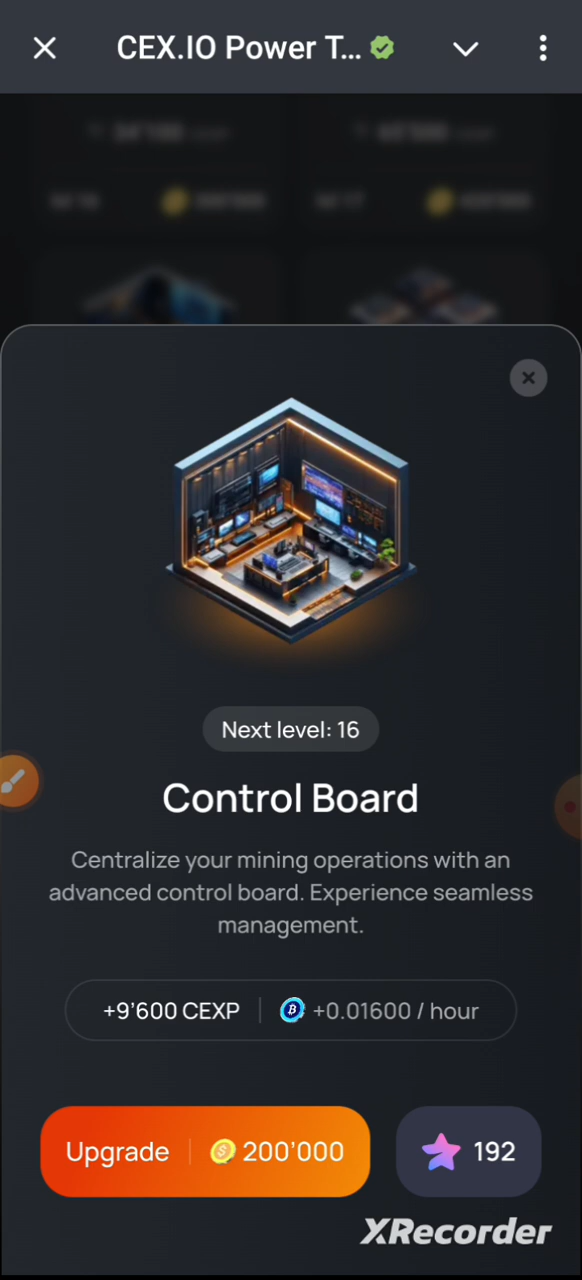 CEX.IO Power T...
Next level: 16
Control Board
Centralize your mining operations with an
advanced control board. Experience seamless
management.
+9'600 CEXP
+0.01600 / hour
Upgrade
200'000
192
XRecorder